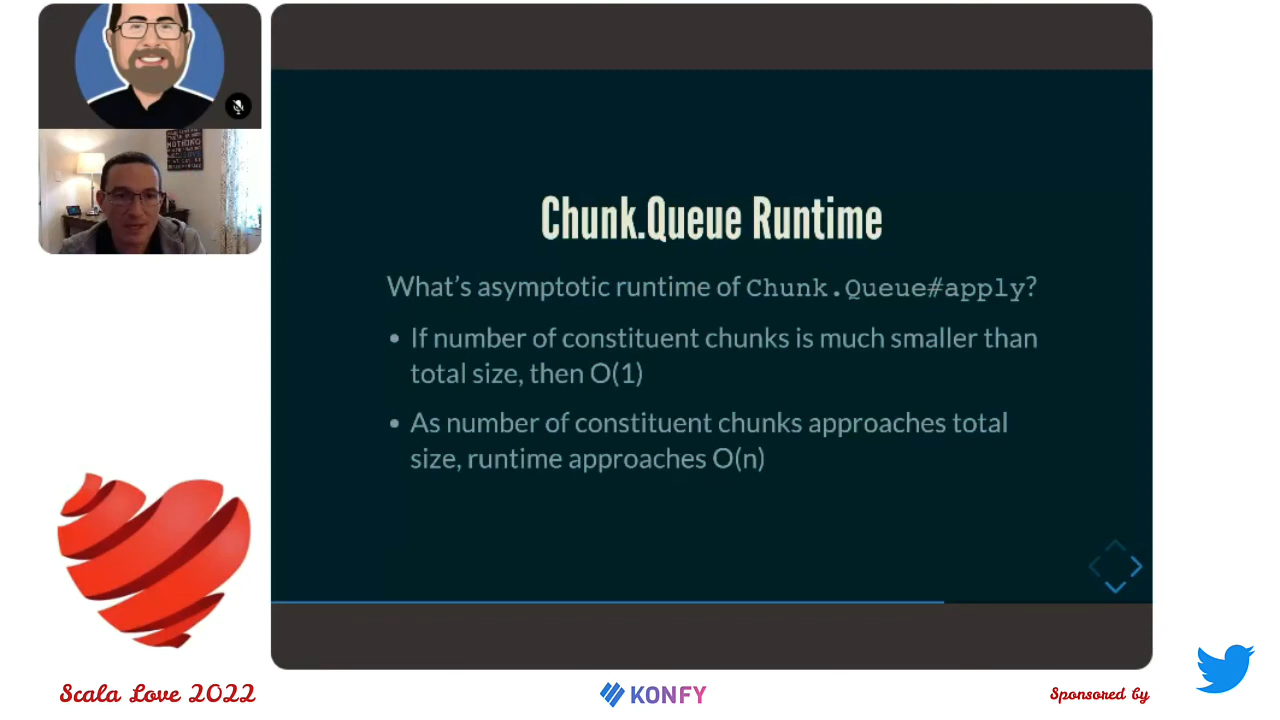 NOTHING
Chunk.Queue Runtime
What's asymptotic runtime of Chunk.Queue#apply?
• If number of constituent chunks is much smaller than
total size, then O(1)
• As number of constituent chunks approaches total
size, runtime approaches O(n)
Scala Love 2022
KONFY
Sponsored by